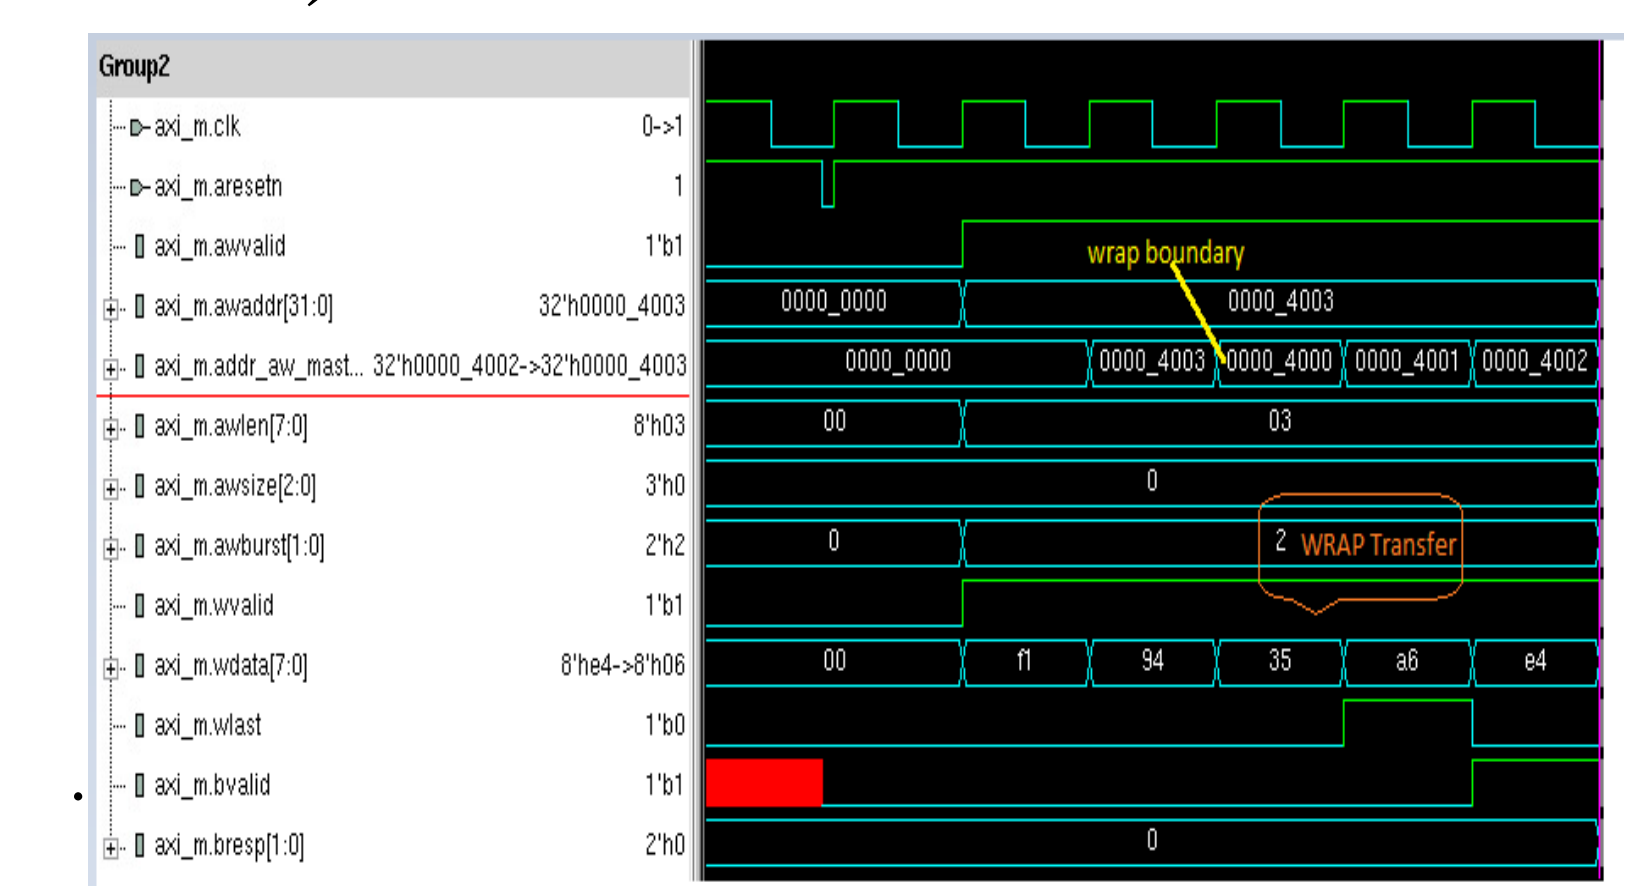 Group2
axi_m.clk 0->1
axi_m.aresetn 1
axi_m.awvalid 1'b1
wrap boundary
axi_m.awaddr[31:0] 32'h0000_4003 0000_0000 0000_4003
axi_m.addr_aw_mast... 32'h0000_4002->32'h0000_4003 0000_0000 0000_4003 0000_4000 0000_4001 0000_4002
axi_m.awlen[7:0] 8'h03 00 03
axi_m.awsize[2:0] 3'h0 0
axi_m.awburst[1:0] 2'h2 0 2 WRAP Transfer
axi_m.wvalid 1'b1
axi_m.wdata[7:0] 8'he4->8'h06 00 f1 94 35 a6 e4
axi_m.wlast 1'b0
axi_m.bvalid 1'b1
axi_m.bresp[1:0] 2'h0 0